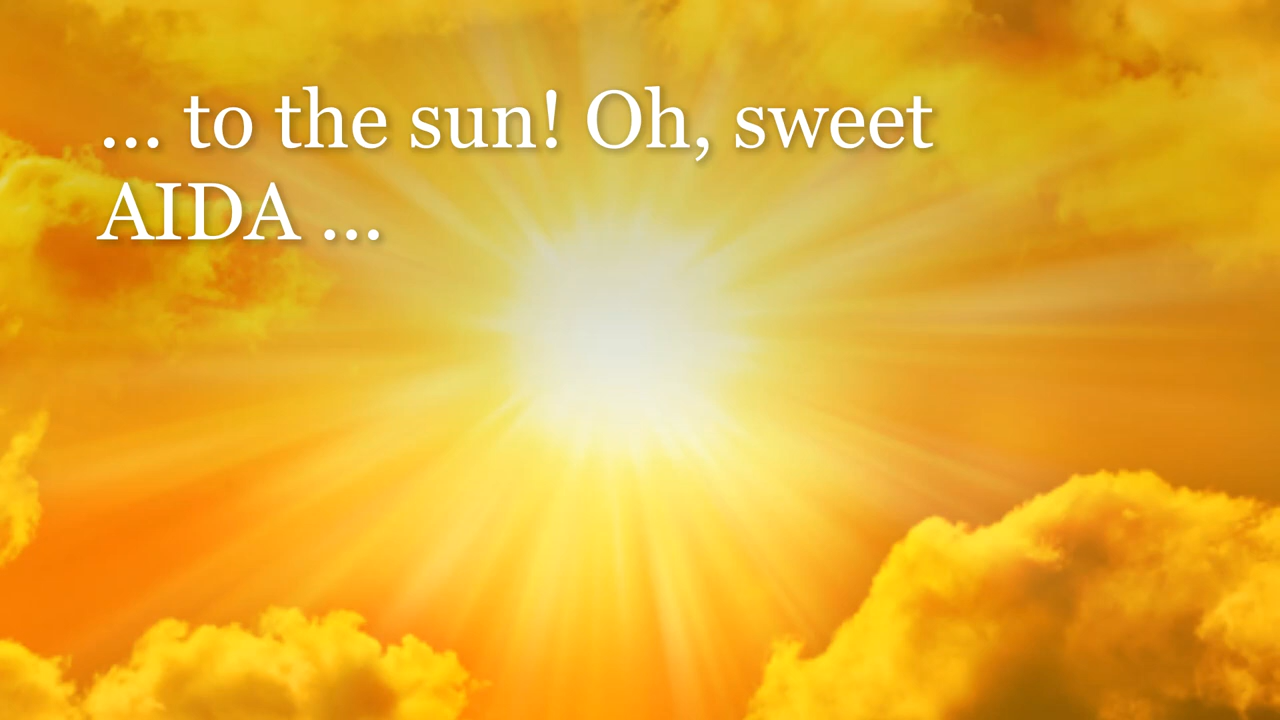 ... to the sun! Oh, sweet
AIDA ...